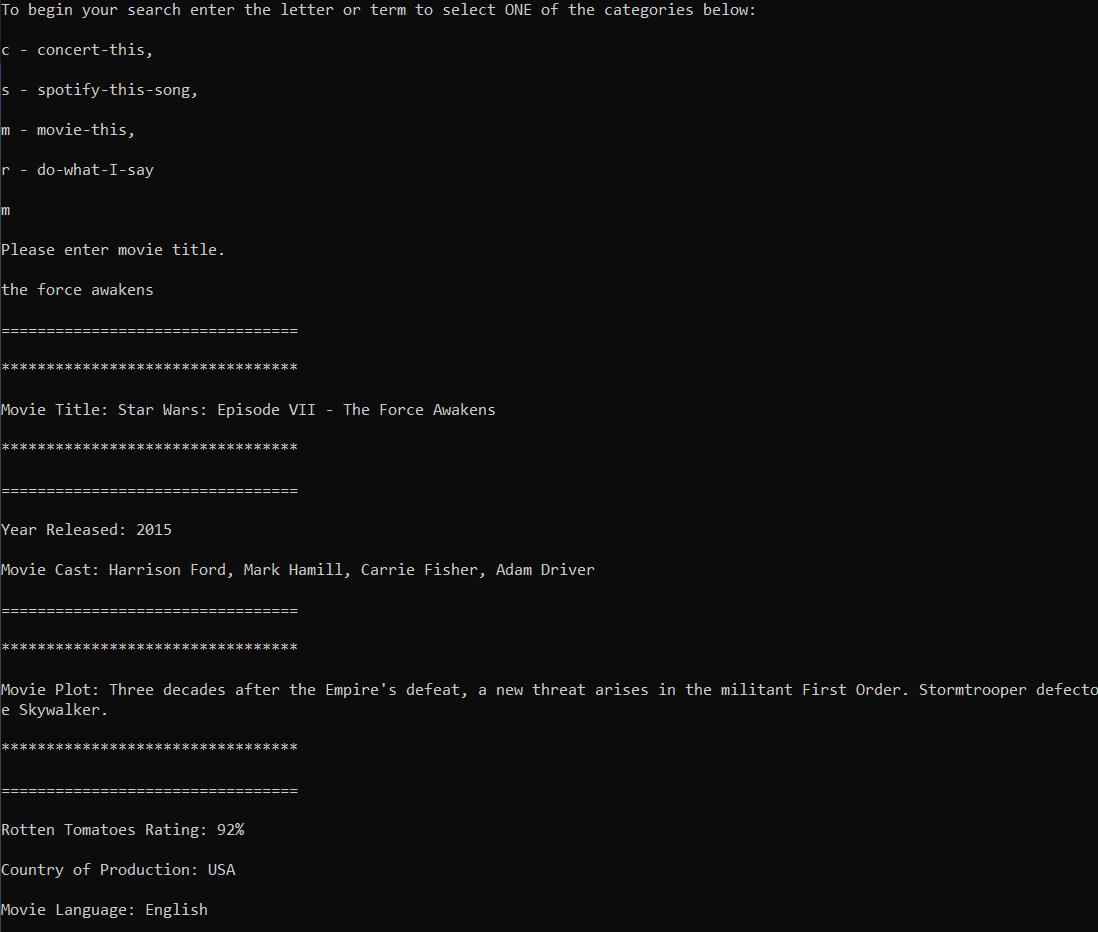 To begin your search enter the letter or term to select ONE of the categories below:
c - concert-this,
s - spotify-this-song,
m - movie-this,
r - do-what-I-say
m
Please enter movie title.
the force awakens
=================================
*********************************
Movie Title: Star Wars: Episode VII - The Force Awakens
*********************************
=================================
Year Released: 2015
Movie Cast: Harrison Ford, Mark Hamill, Carrie Fisher, Adam Driver
=================================
*********************************
Movie Plot: Three decades after the Empire's defeat, a new threat arises in the militant First Order. Stormtrooper defecto
e Skywalker.
*********************************
=================================
Rotten Tomatoes Rating: 92%
Country of Production: USA
Movie Language: English